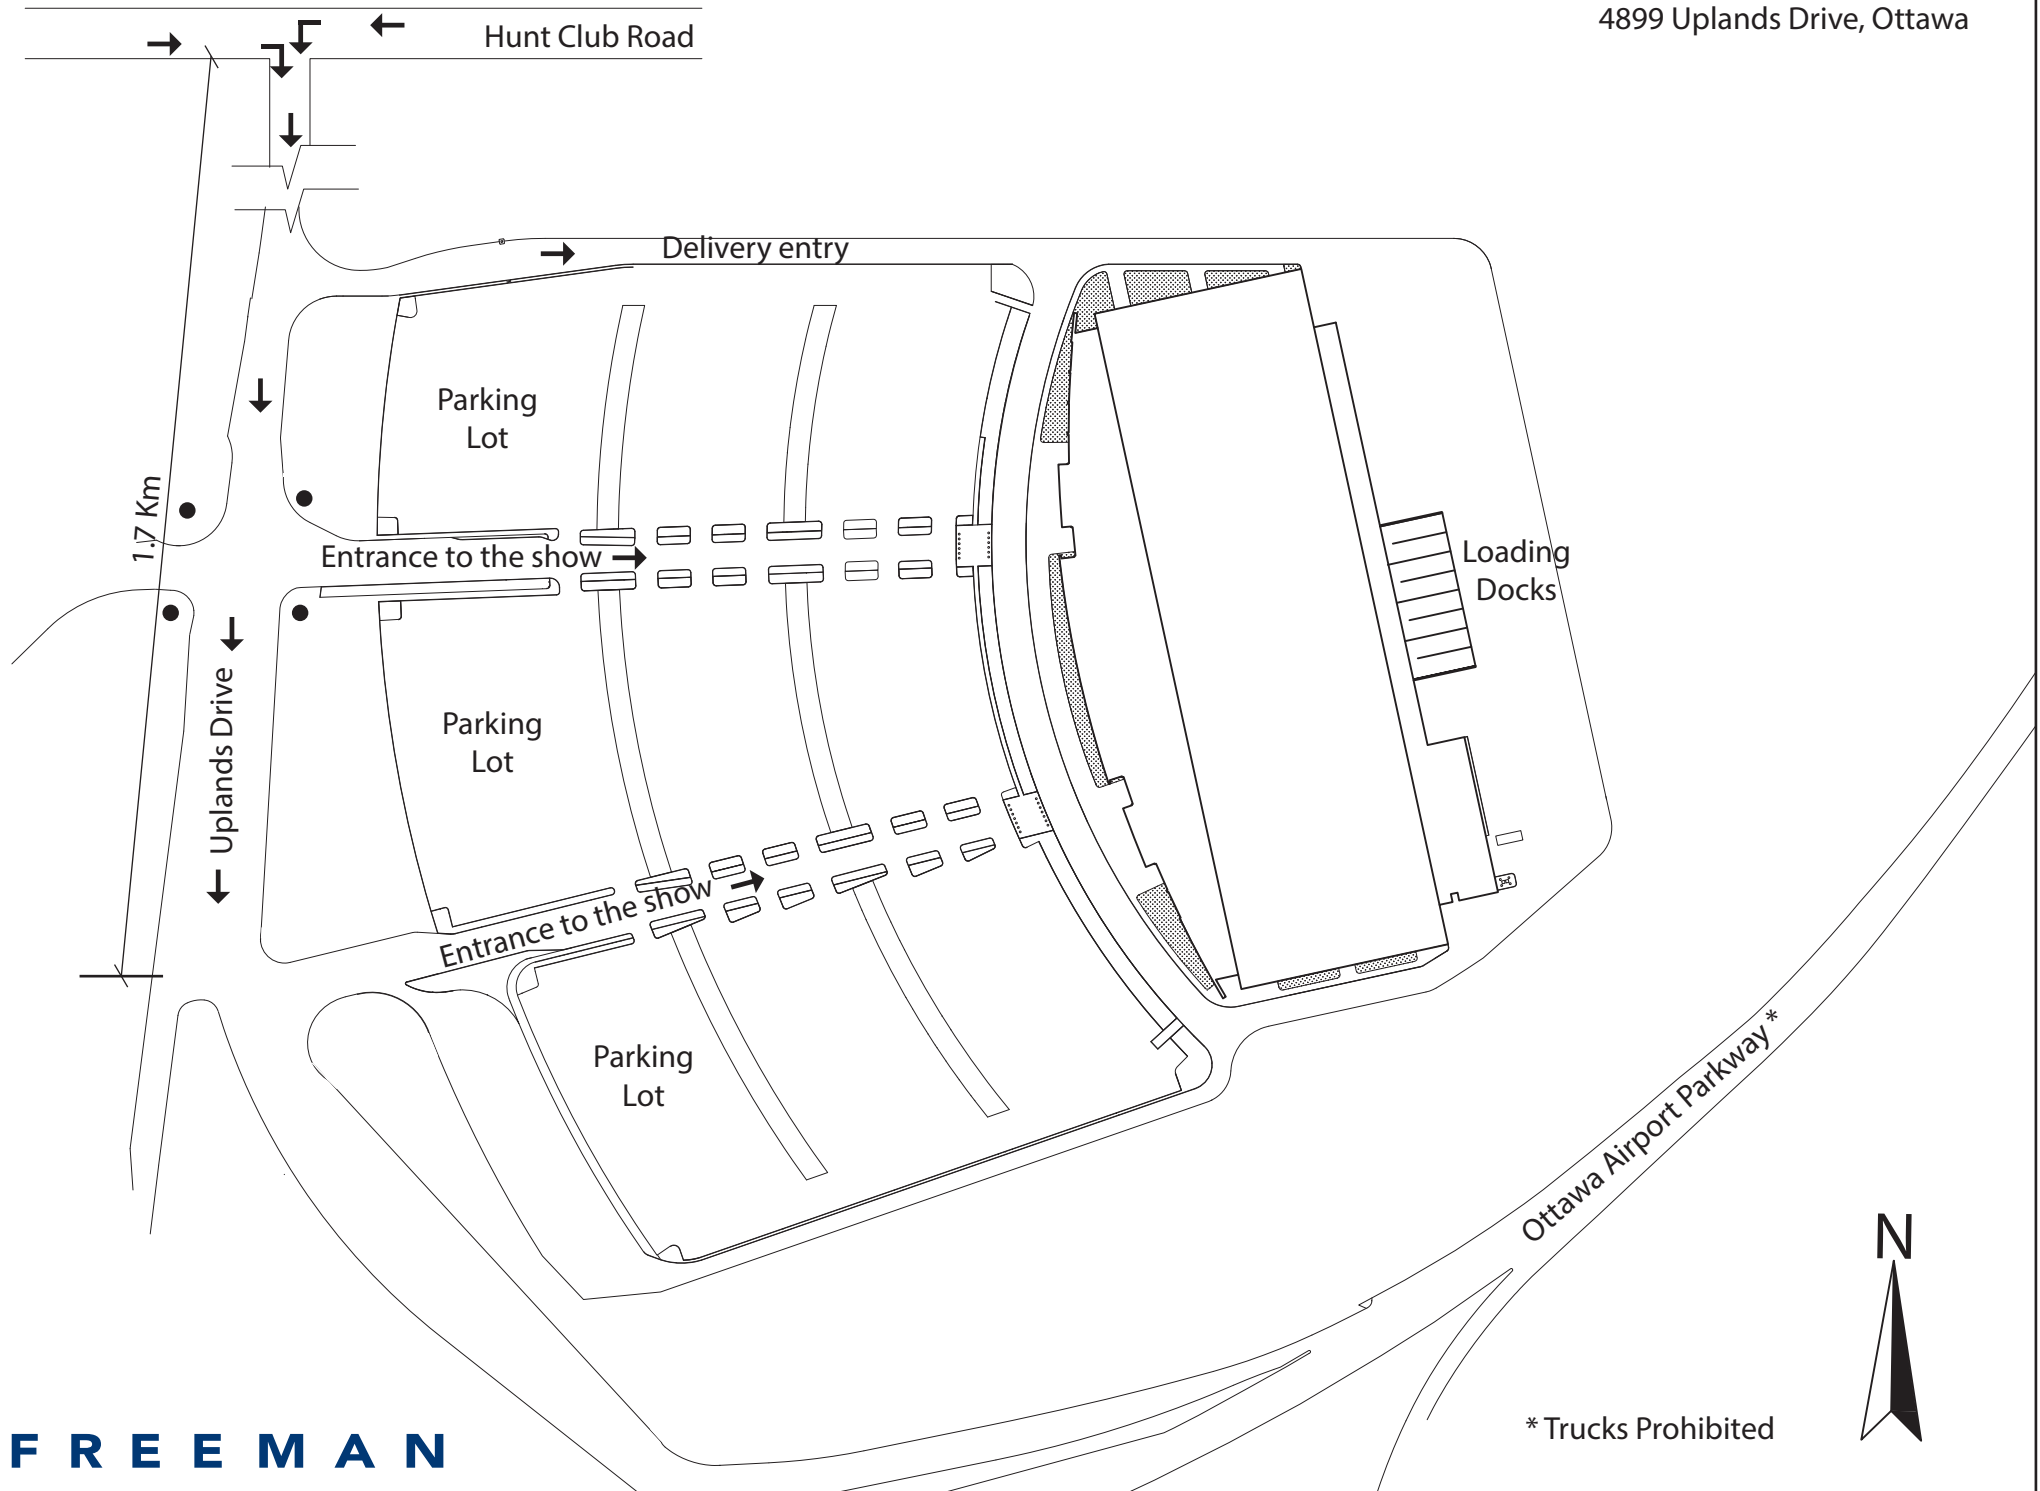 4899 Uplands Drive, Ottawa
Hunt Club Road
Delivery entry
Parking
Lot
1.7 Km
Entrance to the show
Loading
Docks
Uplands Drive
Parking
Lot
Entrance to the show
Parking
Lot
Ottawa Airport Parkway *
N
* Trucks Prohibited
FREEMAN